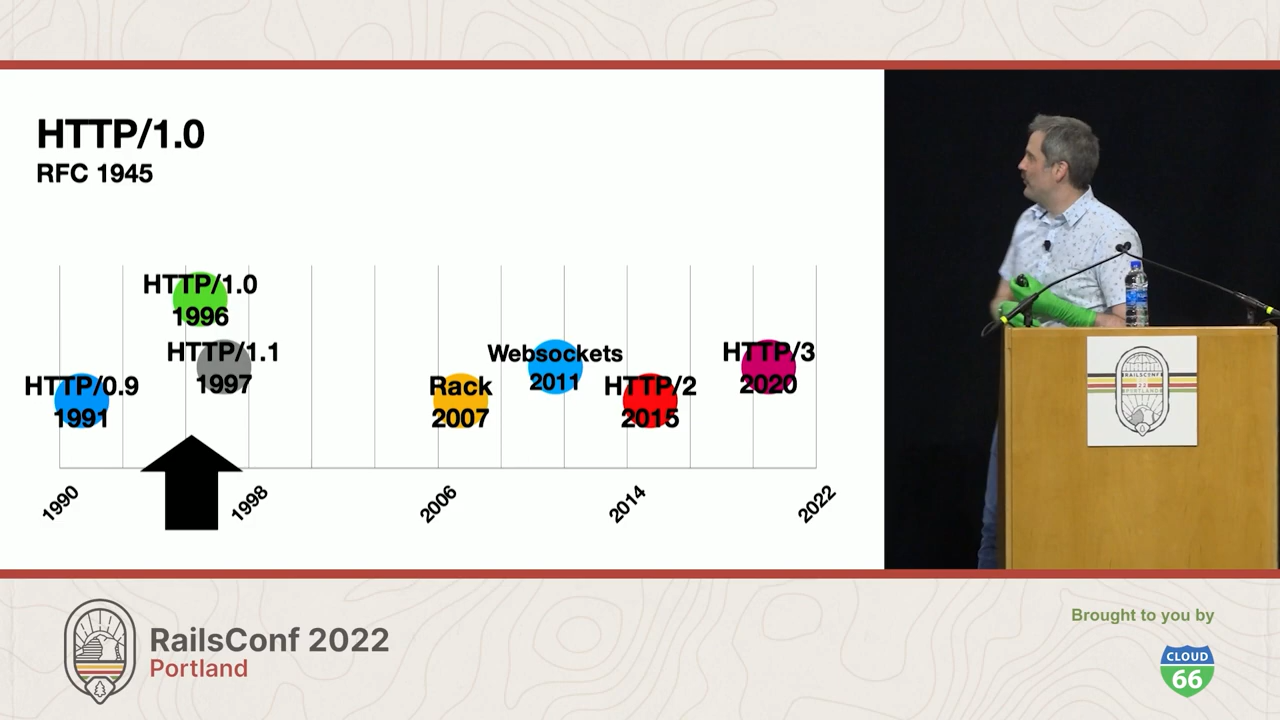 HTTP/1.0
RFC 1945
HTTP/1.0
1996
HTTP/1.1
1997
HTTP/0.9
1991
Rack
2007
Websockets
2011
HTTP/2
2015
HTTP/3
2020
1990
1998
2006
2014
2022
RAILSCONF
RailsConf 2022
Portland
Brought to you by
CLOUD
66